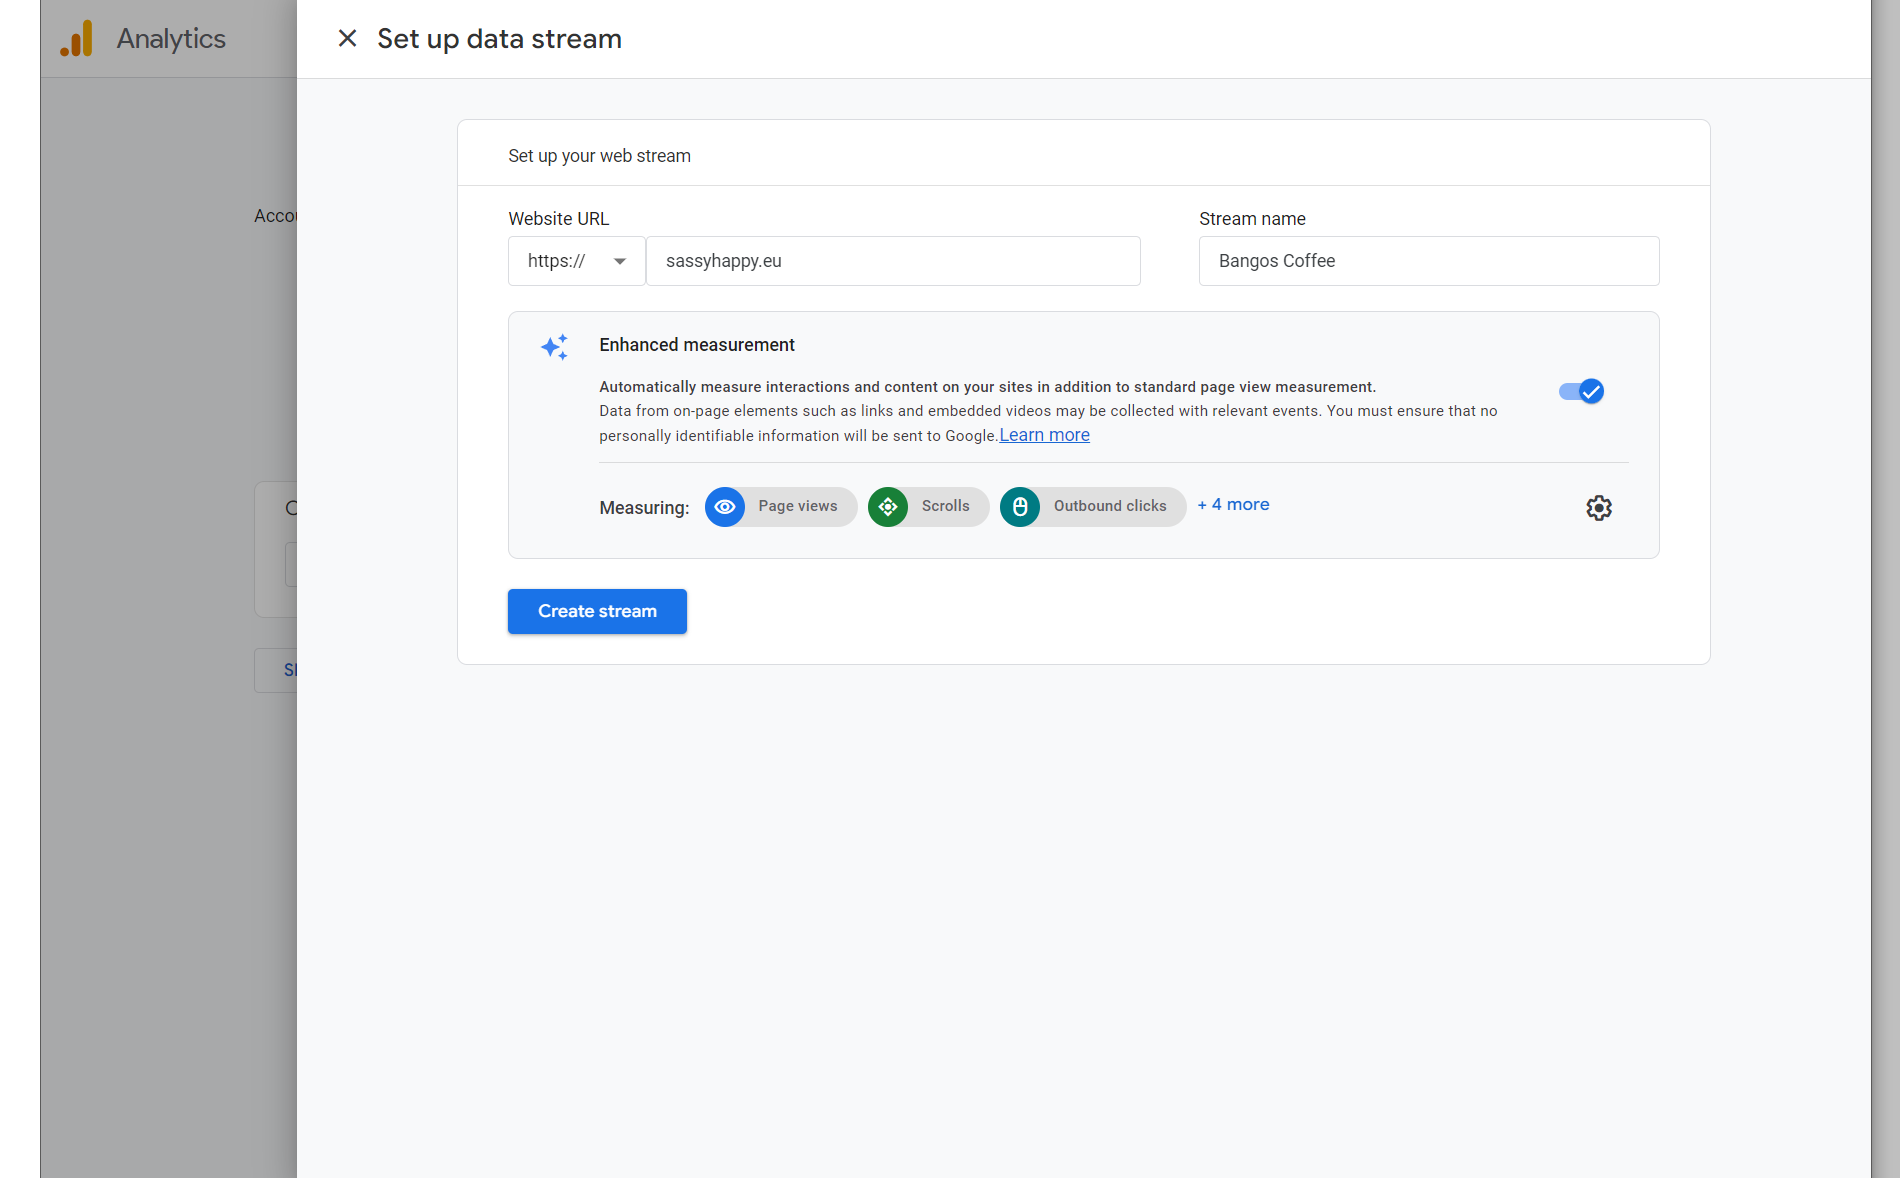 Analytics
Set up data stream
Set up your web stream
Website URL
Stream name
https://
sassyhappy.eu
Bangos Coffee
Enhanced measurement
Automatically measure interactions and content on your sites in addition to standard page view measurement.
Data from on-page elements such as links and embedded videos may be collected with relevant events. You must ensure that no
personally identifiable information will be sent to Google. Learn more
Measuring:
Page views
Scrolls
Outbound clicks
+ 4 more
Create stream